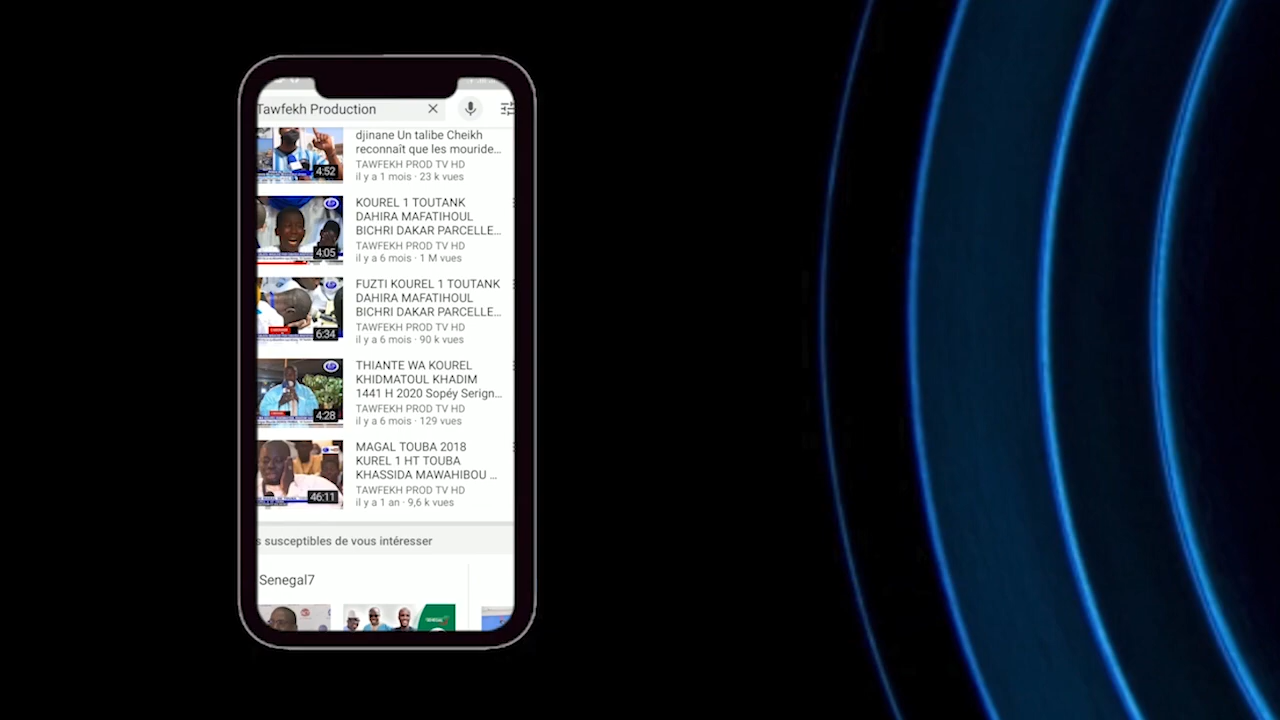 Tawfekh Production
djinane Un talibe Cheikh
reconnaît que les mouride...
TAWFEKH PROD TV HD
il y a 1 mois · 23 k vues
4:52
KOUREL 1 TOUTANK
DAHIRA MAFATIHOUL
BICHRI DAKAR PARCELLE...
TAWFEKH PROD TV HD
il y a 6 mois · 1 M vues
4:05
FUZTI KOUREL 1 TOUTANK
DAHIRA MAFATIHOUL
BICHRI DAKAR PARCELLE...
TAWFEKH PROD TV HD
il y a 6 mois · 90 k vues
6:34
THIANTE WA KOUREL
KHIDMATOUL KHADIM
1441 H 2020 Sopéy Serign...
TAWFEKH PROD TV HD
il y a 6 mois · 129 vues
4:28
MAGAL TOUBA 2018
KUREL 1 HT TOUBA
KHASSIDA MAWAHIBOU ...
TAWFEKH PROD TV HD
il y a 1 an · 9,6 k vues
46:11
s susceptibles de vous intéresser
Senegal7